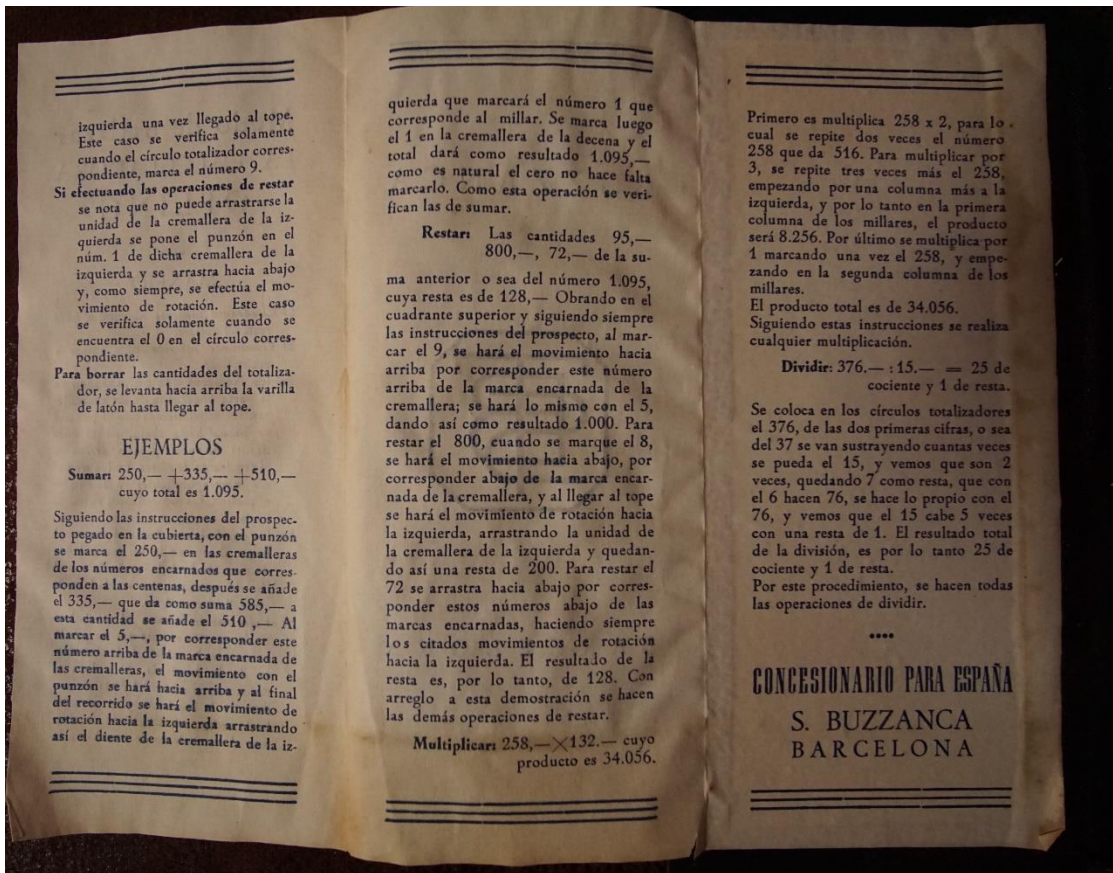 izquierda una vez llegado al tope.
Este caso se verifica solamente
cuando el círculo totalizador corres-
pondiente, marca el número 9.
Si efectuando las operaciones de restar
se nota que no puede arrastrarse la
unidad de la cremallera de la iz-
quierda se pone el punzón en el
núm. 1 de dicha cremallera de la
izquierda y se arrastra hacia abajo
y, como siempre, se efectúa el mo-
vimiento de rotación. Este caso
se verifica solamente cuando se
encuentra el 0 en el círculo corres-
pondiente.
Para borrar las cantidades del totaliza-
dor, se levanta hacia arriba la varilla
de latón hasta llegar al tope.
EJEMPLOS
Sumar: 250,— +335,— +510,—
cuyo total es 1.095.
Siguiendo las instrucciones del prospec-
to pegado en la cubierta, con el punzón
se marca el 250,— en las cremalleras
de los números encarnados que corres-
ponden a las centenas, después se añade
el 335,— que da como suma 585,— a
esta cantidad se añade el 510 ,— Al
marcar el 5,—, por corresponder este
número arriba de la marca encarnada de
las cremalleras, el movimiento con el
punzón se hará hacia arriba y al final
del recorrido se hará el movimiento de
rotación hacia la izquierda arrastrando
así el diente de la cremallera de la iz-
quierda que marcará el número 1 que
corresponde al millar. Se marca luego
el 1 en la cremallera de la decena y el
total dará como resultado 1.095,—
como es natural el cero no hace falta
marcarlo. Como esta operación se veri-
fican las de sumar.
Restar: Las cantidades 95,—
800,—, 72,— de la su-
ma anterior o sea del número 1.095,
cuya resta es de 128,— Obrando en el
cuadrante superior y siguiendo siempre
las instrucciones del prospecto, al mar-
car el 9, se hará el movimiento hacia
arriba por corresponder este número
arriba de la marca encarnada de la
cremallera; se hará lo mismo con el 5,
dando así como resultado 1.000. Para
restar el 800, cuando se marque el 8,
se hará el movimiento hacia abajo, por
corresponder abajo de la marca encar-
nada de la cremallera, y al llegar al tope
se hará el movimiento de rotación hacia
la izquierda, arrastrando la unidad de
la cremallera de la izquierda y quedan-
do así una resta de 200. Para restar el
72 se arrastra hacia abajo por corres-
ponder estos números abajo de las
marcas encarnadas, haciendo siempre
los citados movimientos de rotación
hacia la izquierda. El resultado de la
resta es, por lo tanto, de 128. Con
arreglo a esta demostración se hacen
las demás operaciones de restar.
Multiplicar: 258,—×132.— cuyo
producto es 34.056.
Primero es multiplica 258 x 2, para lo
cual se repite dos veces el número
258 que da 516. Para multiplicar por
3, se repite tres veces más el 258,
empezando por una columna más a la
izquierda, y por lo tanto en la primera
columna de los millares, el producto
será 8.256. Por último se multiplica por
1 marcando una vez el 258, y empe-
zando en la segunda columna de los
millares.
El producto total es de 34.056.
Siguiendo estas instrucciones se realiza
cualquier multiplicación.
Dividir: 376.— : 15.— = 25 de
cociente y 1 de resta.
Se coloca en los círculos totalizadores
el 376, de las dos primeras cifras, o sea
del 37 se van sustrayendo cuantas veces
se pueda el 15, y vemos que son 2
veces, quedando 7 como resta, que con
el 6 hacen 76, se hace lo propio con el
76, y vemos que el 15 cabe 5 veces
con una resta de 1. El resultado total
de la división, es por lo tanto 25 de
cociente y 1 de resta.
Por este procedimiento, se hacen todas
las operaciones de dividir.
CONCESIONARIO PARA ESPAÑA
S. BUZZANCA
BARCELONA